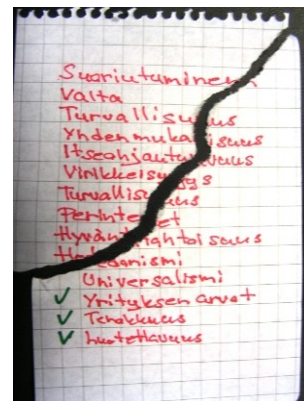 Suoriutuminen
Valta
Turvallisuus
Yhdenmukaisuus
Itseohjautuvuus
Virikkeisyys
Turvallisuus
Perinteet
Hyväntahtoisuus
Hedonismi
Universalismi
✓ Yrityksen arvot
✓ Tehokkuus
✓ Luotettavuus